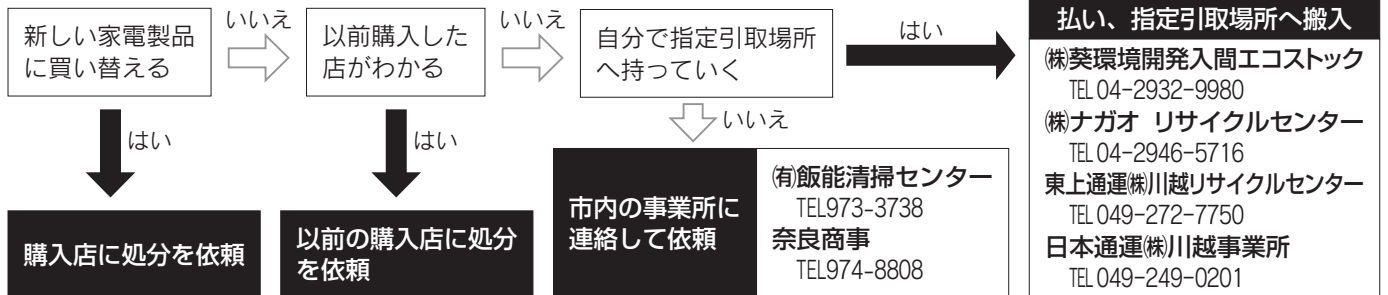 新しい家電製品
に買い替える
いいえ
以前購入した
店がわかる
いいえ
自分で指定引取場所
へ持っていく
はい
払い、指定引取場所へ搬入
㈱葵環境開発入間エコストック
TEL 04-2932-9980
㈱ナガオ リサイクルセンター
TEL 04-2946-5716
東上通運㈱川越リサイクルセンター
TEL 049-272-7750
日本通運㈱川越事業所
TEL 049-249-0201
はい
はい
いいえ
購入店に処分を依頼
以前の購入店に処分
を依頼
市内の事業所に
連絡して依頼
㈲飯能清掃センター
TEL973-3738
奈良商事
TEL974-8808